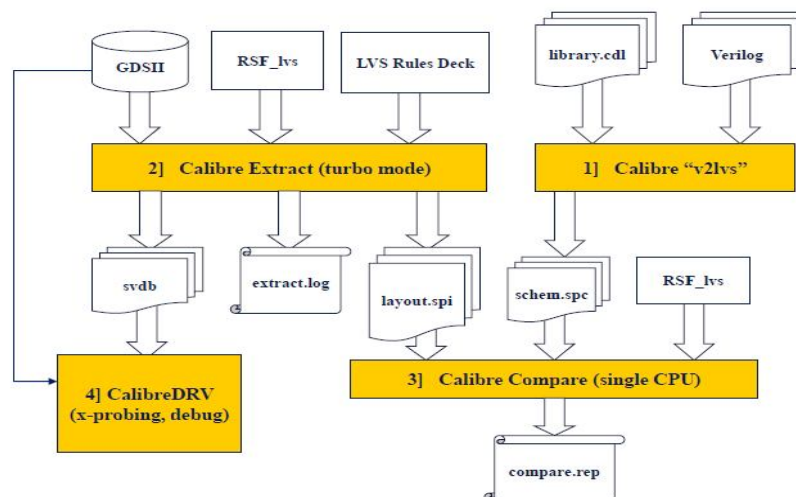 GDSII
RSF_lvs
LVS Rules Deck
library.cdl
Verilog
2] Calibre Extract (turbo mode)
1] Calibre “v2lvs”
svdb
extract.log
layout.spi
schem.spc
RSF_lvs
4] CalibreDRV
(x-probing, debug)
3] Calibre Compare (single CPU)
compare.rep